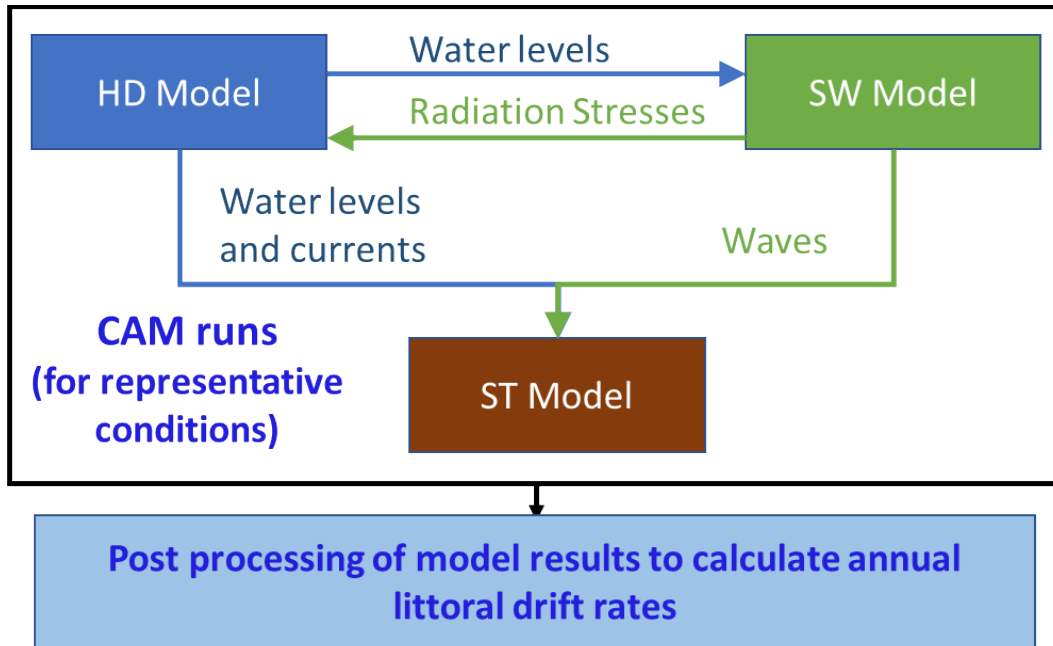 Water levels
HD Model
SW Model
Radiation Stresses
Water levels
and currents
Waves
CAM runs
(for representative
conditions)
ST Model
Post processing of model results to calculate annual
littoral drift rates